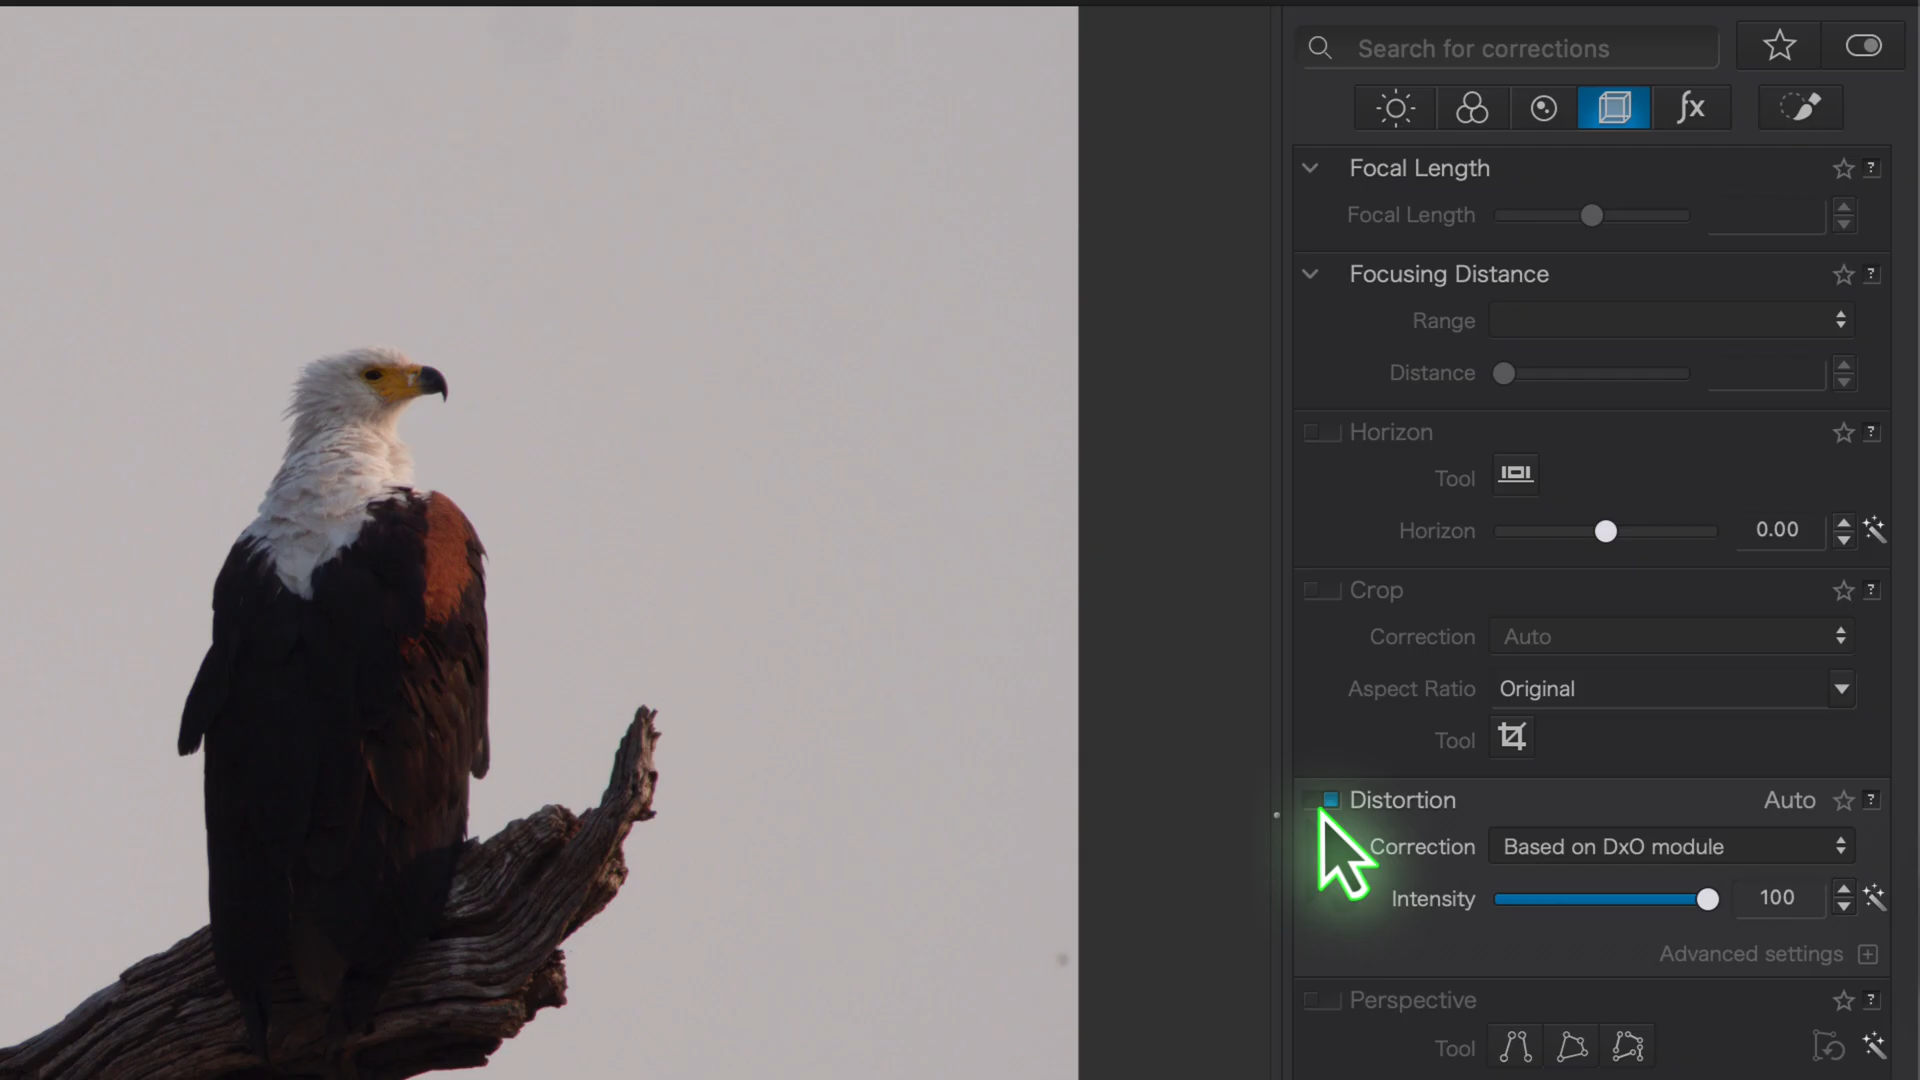 Search for corrections
fx
Focal Length
?
Focal Length
Focusing Distance
?
Range
Distance
Horizon
?
Tool
Horizon
0.00
Crop
?
Correction
Auto
Aspect Ratio
Original
Tool
Distortion
Auto
?
Correction
Based on DxO module
Intensity
100
Advanced settings
Perspective
?
Tool